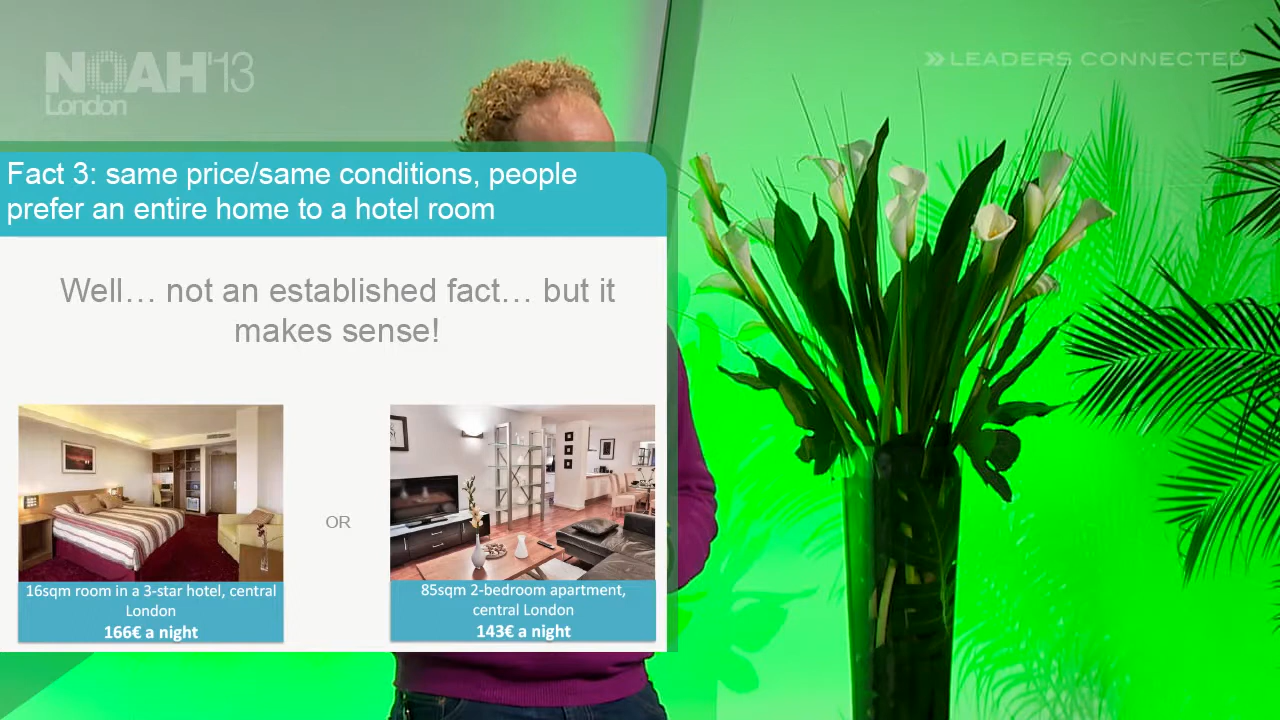 NOAH'13
London
LEADERS CONNECTED
Fact 3: same price/same conditions, people
prefer an entire home to a hotel room
Well… not an established fact… but it
makes sense!
OR
16sqm room in a 3-star hotel, central
London
166€ a night
85sqm 2-bedroom apartment,
central London
143€ a night